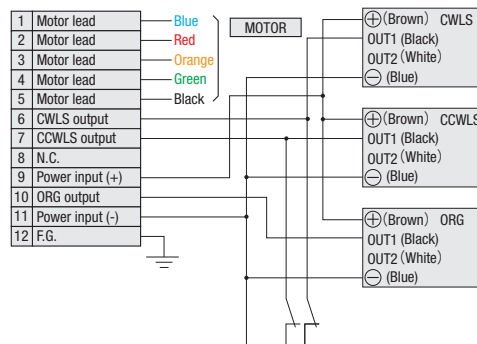 1 Motor lead Blue
2 Motor lead Red
3 Motor lead Orange
4 Motor lead Green
5 Motor lead Black
6 CWLS output
7 CCWLS output
8 N.C.
9 Power input (+)
10 ORG output
11 Power input (-)
12 F.G.
MOTOR
⊕(Brown) CWLS
OUT1 (Black)
OUT2 (White)
⊖ (Blue)
⊕(Brown) CCWLS
OUT1 (Black)
OUT2 (White)
⊖ (Blue)
⊕(Brown) ORG
OUT1 (Black)
OUT2 (White)
⊖ (Blue)